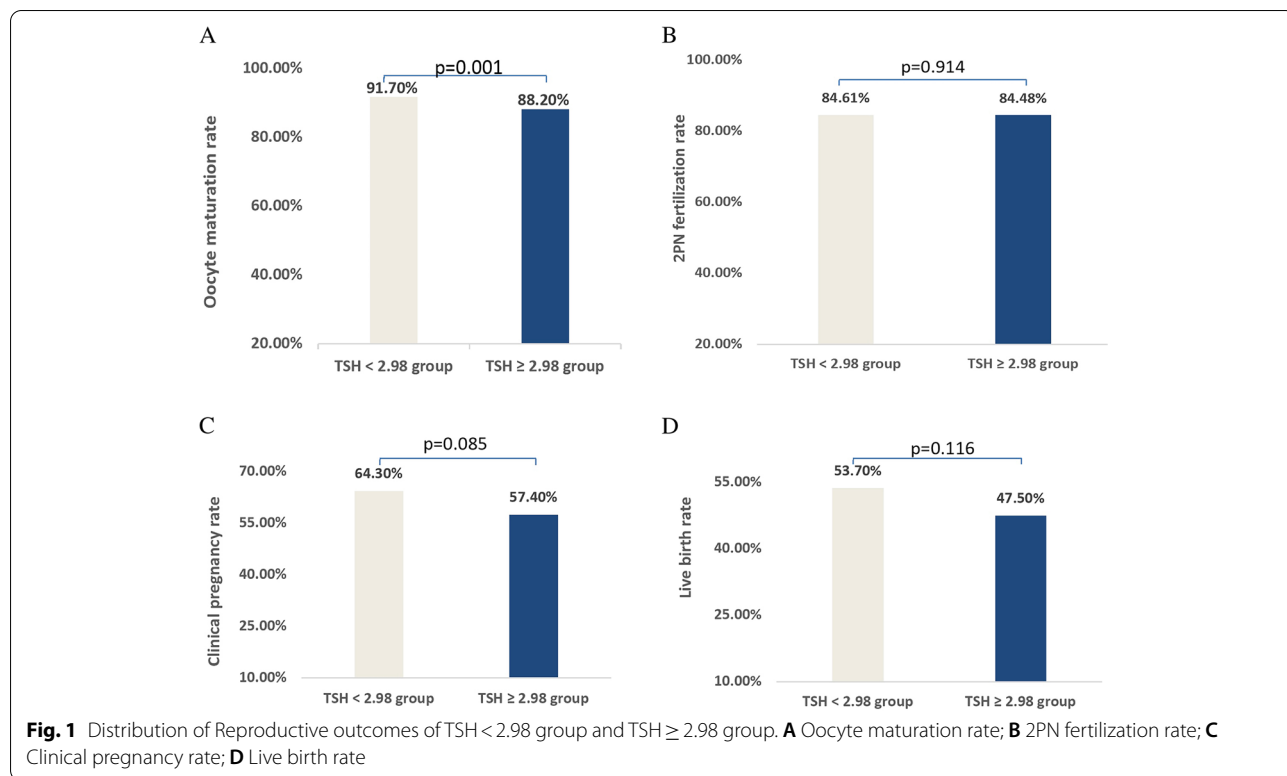 A
p=0.001
100.00%
91.70%
88.20%
80.00%
60.00%
40.00%
20.00%
Oocyte maturation rate
TSH < 2.98 group
TSH ≥ 2.98 group
B
p=0.914
100.00%
84.61%
84.48%
80.00%
60.00%
40.00%
20.00%
2PN fertilization rate
TSH < 2.98 group
TSH ≥ 2.98 group
C
p=0.085
70.00%
64.30%
57.40%
55.00%
40.00%
25.00%
10.00%
Clinical pregnancy rate
TSH < 2.98 group
TSH ≥ 2.98 group
D
p=0.116
55.00%
53.70%
47.50%
40.00%
25.00%
10.00%
Live birth rate
TSH < 2.98 group
TSH ≥ 2.98 group
Fig. 1 Distribution of Reproductive outcomes of TSH < 2.98 group and TSH ≥ 2.98 group. A Oocyte maturation rate; B 2PN fertilization rate; C
Clinical pregnancy rate; D Live birth rate